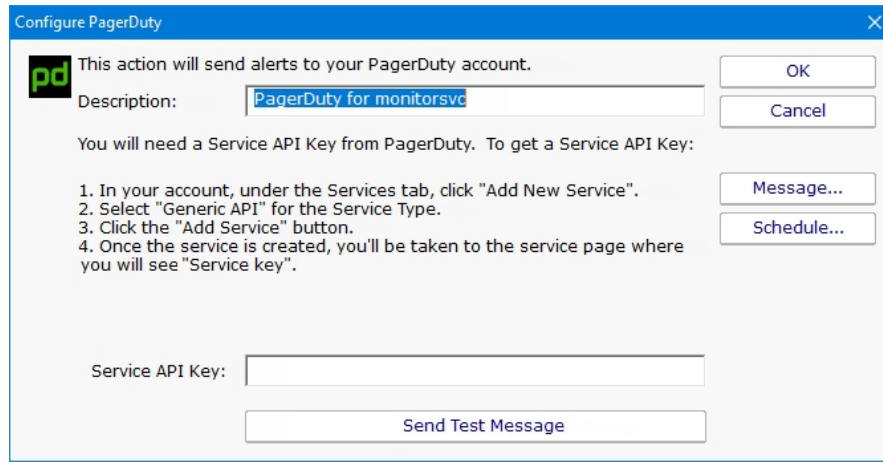 Configure PagerDuty
pd
This action will send alerts to your PagerDuty account.
OK
Description:
PagerDuty for monitorsvc
Cancel
You will need a Service API Key from PagerDuty. To get a Service API Key:
1. In your account, under the Services tab, click "Add New Service".
Message...
2. Select "Generic API" for the Service Type.
3. Click the "Add Service" button.
Schedule...
4. Once the service is created, you'll be taken to the service page where
you will see "Service key".
Service API Key:
Send Test Message